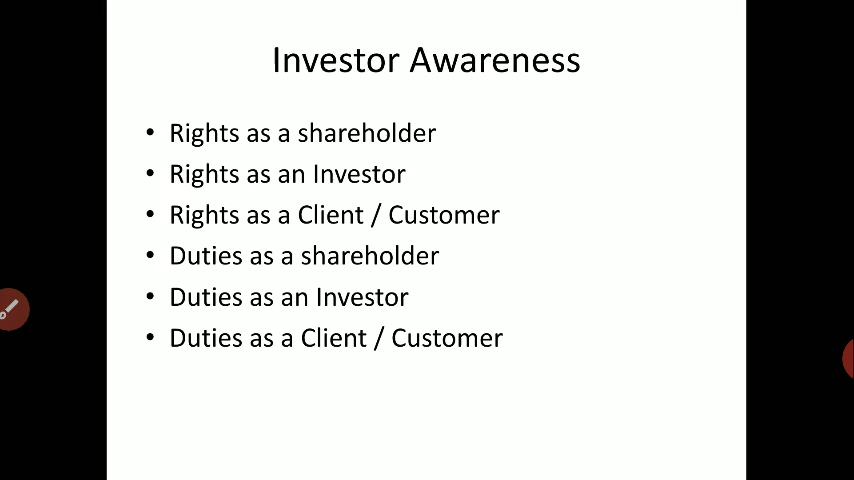 Investor Awareness
• Rights as a shareholder
• Rights as an Investor
• Rights as a Client / Customer
• Duties as a shareholder
• Duties as an Investor
• Duties as a Client / Customer